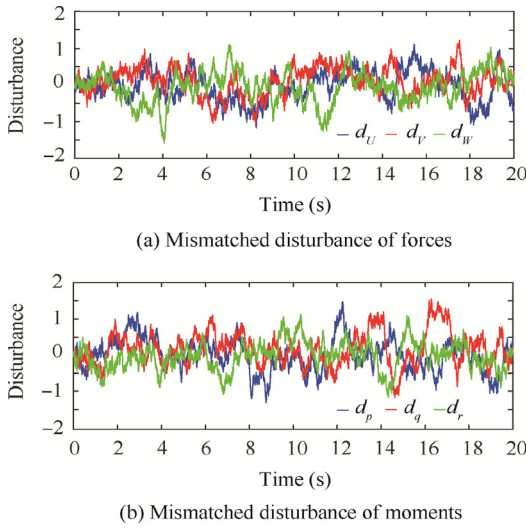 2
1
0
−1
−2
Disturbance
d_U d_V d_W
0 2 4 6 8 10 12 14 16 18 20
Time (s)
(a) Mismatched disturbance of forces
2
1
0
−1
−2
Disturbance
d_p d_q d_r
0 2 4 6 8 10 12 14 16 18 20
Time (s)
(b) Mismatched disturbance of moments